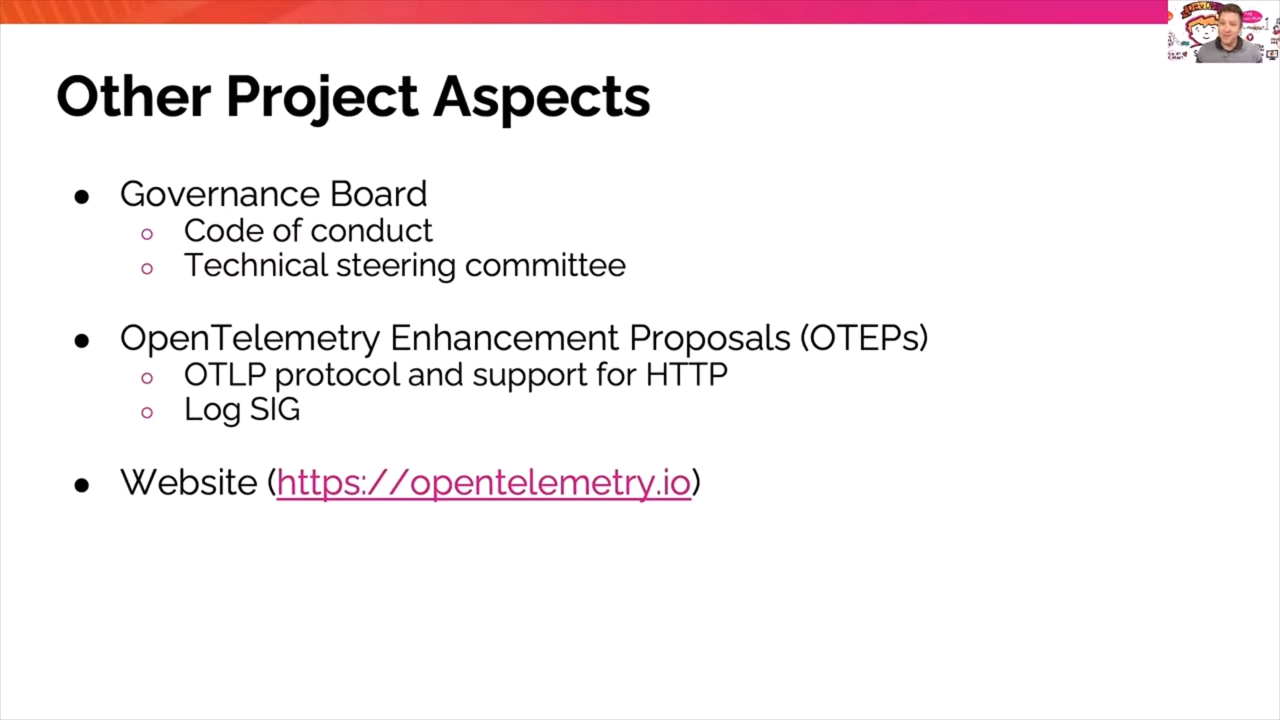 Other Project Aspects
● Governance Board
○ Code of conduct
○ Technical steering committee
● OpenTelemetry Enhancement Proposals (OTEPs)
○ OTLP protocol and support for HTTP
○ Log SIG
● Website (https://opentelemetry.io)